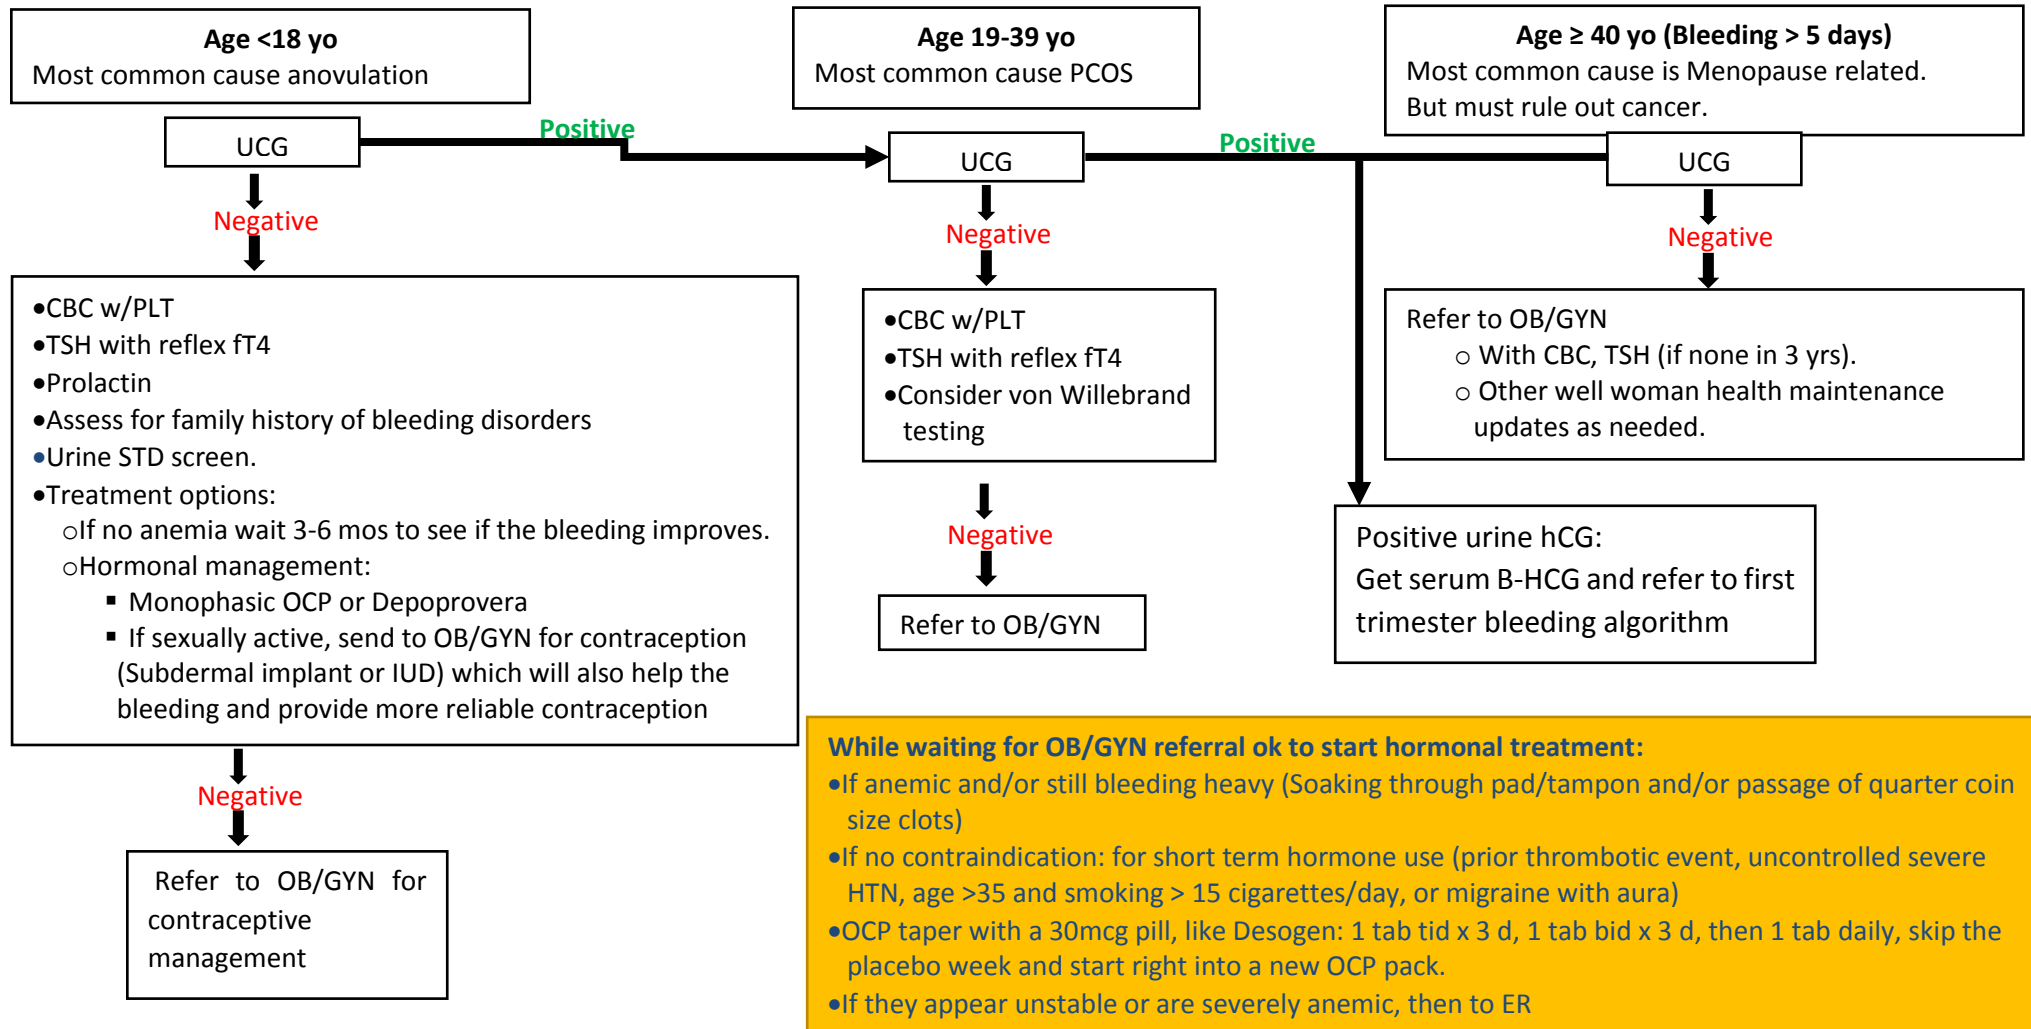 Age <18 yo
Most common cause anovulation
Age 19-39 yo
Most common cause PCOS
Age ≥ 40 yo (Bleeding > 5 days)
Most common cause is Menopause related.
But must rule out cancer.
UCG
Positive
UCG
Positive
UCG
Negative
Negative
Negative
•CBC w/PLT
•TSH with reflex fT4
•Prolactin
•Assess for family history of bleeding disorders
•Urine STD screen.
•Treatment options:
oIf no anemia wait 3-6 mos to see if the bleeding improves.
oHormonal management:
▪ Monophasic OCP or Depoprovera
▪ If sexually active, send to OB/GYN for contraception
(Subdermal implant or IUD) which will also help the
bleeding and provide more reliable contraception
Negative
Refer to OB/GYN for
contraceptive
management
•CBC w/PLT
•TSH with reflex fT4
•Consider von Willebrand
testing
Negative
Refer to OB/GYN
Refer to OB/GYN
o With CBC, TSH (if none in 3 yrs).
o Other well woman health maintenance
updates as needed.
Positive urine hCG:
Get serum B-HCG and refer to first
trimester bleeding algorithm
While waiting for OB/GYN referral ok to start hormonal treatment:
•If anemic and/or still bleeding heavy (Soaking through pad/tampon and/or passage of quarter coin
size clots)
•If no contraindication: for short term hormone use (prior thrombotic event, uncontrolled severe
HTN, age >35 and smoking > 15 cigarettes/day, or migraine with aura)
•OCP taper with a 30mcg pill, like Desogen: 1 tab tid x 3 d, 1 tab bid x 3 d, then 1 tab daily, skip the
placebo week and start right into a new OCP pack.
•If they appear unstable or are severely anemic, then to ER